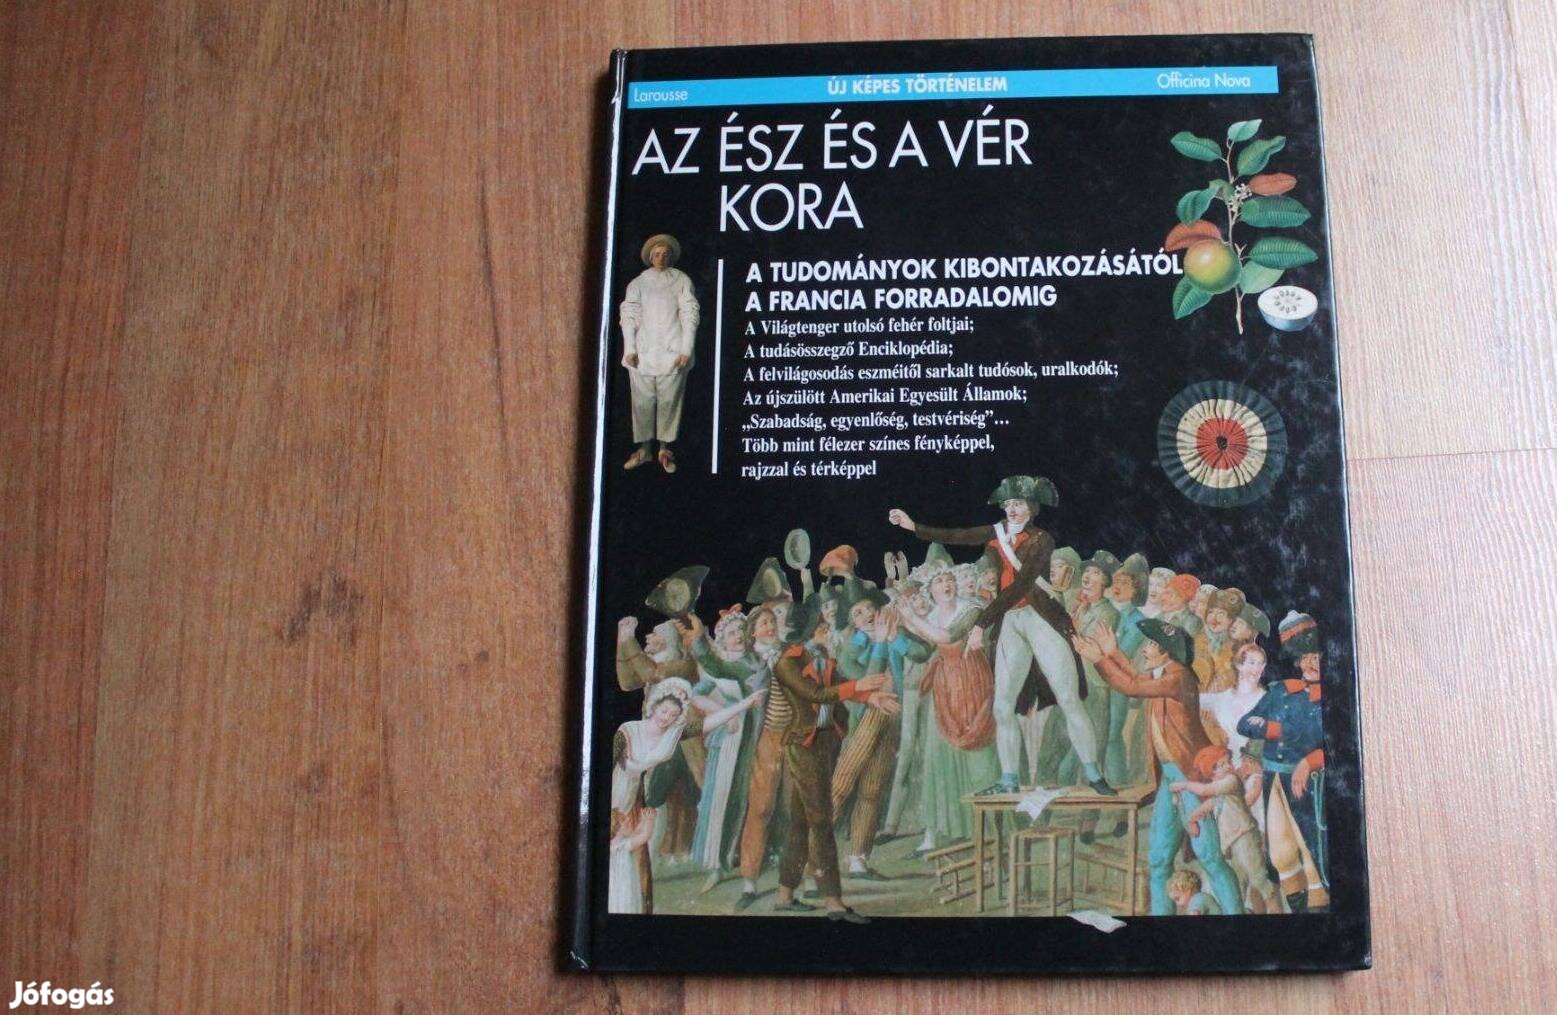 Larousse ÚJ KÉPES TÖRTÉNELEM Officina Nova
AZ ÉSZ ÉS A VÉR
KORA
A TUDOMÁNYOK KIBONTAKOZÁSÁTÓL
A FRANCIA FORRADALOMIG
A Világtenger utolsó fehér foltjai;
A tudásösszegző Enciklopédia;
A felvilágosodás eszméitől sarkalt tudósok, uralkodók;
Az újszülött Amerikai Egyesült Államok;
„Szabadság, egyenlőség, testvériség”...
Több mint félezer színes fényképpel,
rajzzal és térképpel
Jófogás